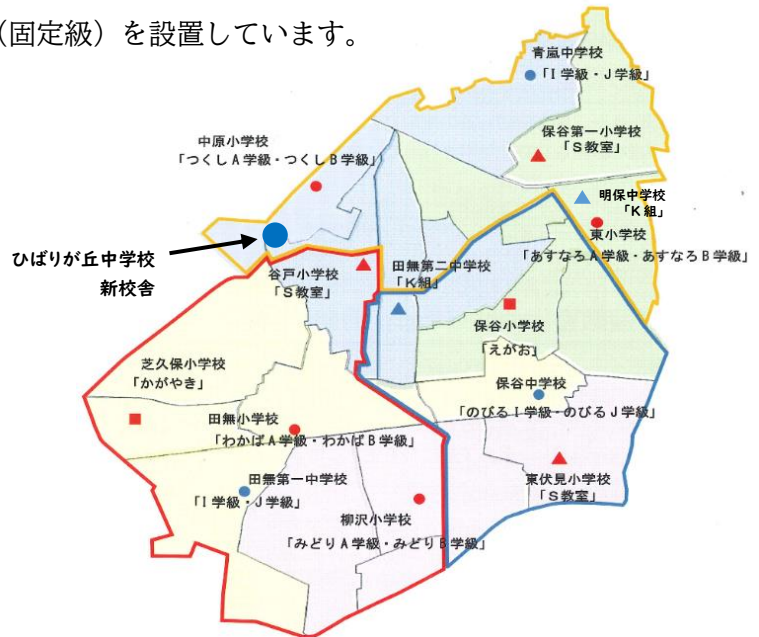 （固定級）を設置しています。
青嵐中学校
「I学級・J学級」
中原小学校
「つくしA学級・つくしB学級」
保谷第一小学校
「S教室」
明保中学校
「K組」
東小学校
「あすなろA学級・あすなろB学級」
ひばりが丘中学校
新校舎
谷戸小学校
「S教室」
田無第二中学校
「K組」
保谷小学校
「えがお」
芝久保小学校
「かがやき」
保谷中学校
「のびるI学級・のびるJ学級」
田無小学校
「わかばA学級・わかばB学級」
田無第一中学校
「I学級・J学級」
東伏見小学校
「S教室」
柳沢小学校
「みどりA学級・みどりB学級」